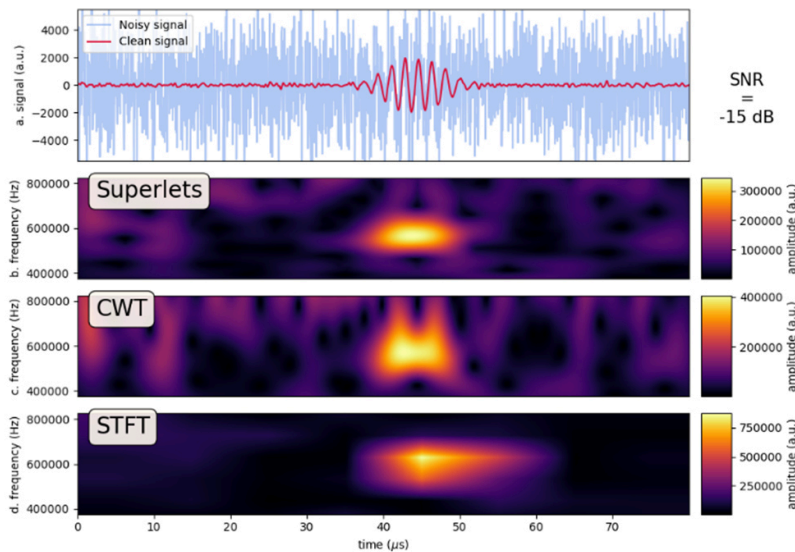 Noisy signal
Clean signal
a. signal (a.u.)
4000
2000
0
−2000
−4000
SNR
=
-15 dB
Superlets
b. frequency (Hz)
800000
600000
400000
300000
200000
100000
amplitude (a.u.)
CWT
c. frequency (Hz)
800000
600000
400000
400000
200000
0
amplitude (a.u.)
STFT
d. frequency (Hz)
800000
600000
400000
750000
500000
250000
amplitude (a.u.)
0 10 20 30 40 50 60 70
time (μs)